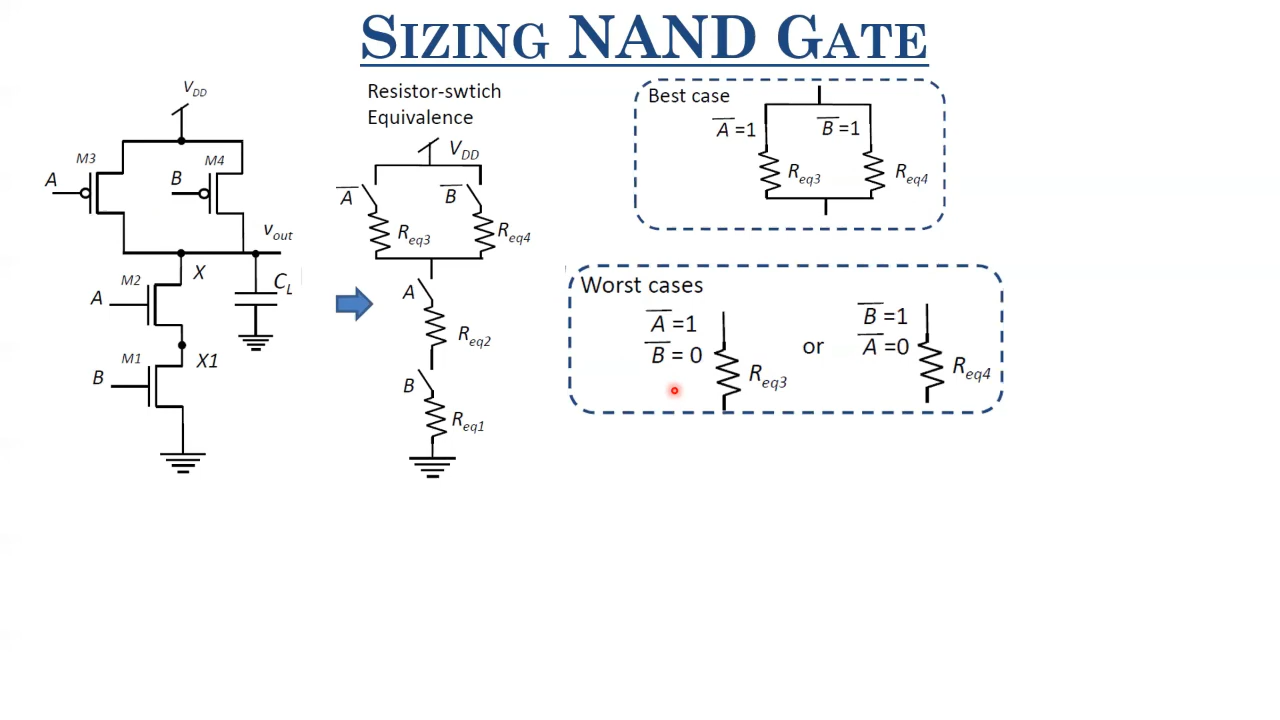 SIZING NAND GATE
V_DD
M3
M4
A
B
v_out
X
C_L
M2
A
X1
M1
B
Resistor-swtich
Equivalence
V_DD
A̅
B̅
R_eq3
R_eq4
A
R_eq2
B
R_eq1
Best case
A̅ =1
B̅ =1
R_eq3
R_eq4
Worst cases
A̅ =1
B̅ = 0
R_eq3
or
B̅ =1
A̅ =0
R_eq4